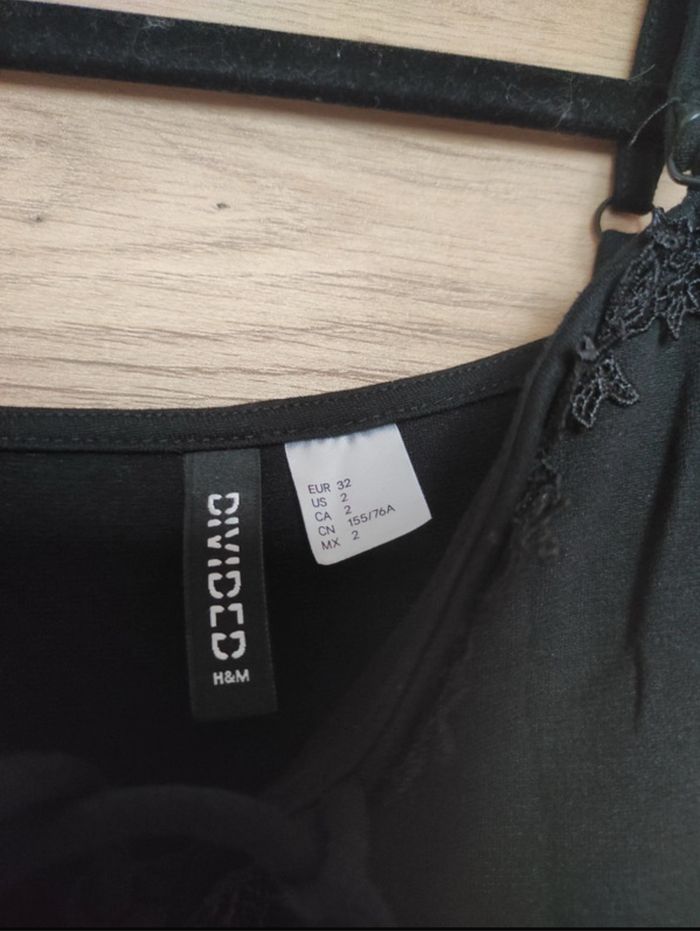 DIVIDED
H&M
EUR 32
US 2
CA 2
CN 155/76A
MX 2